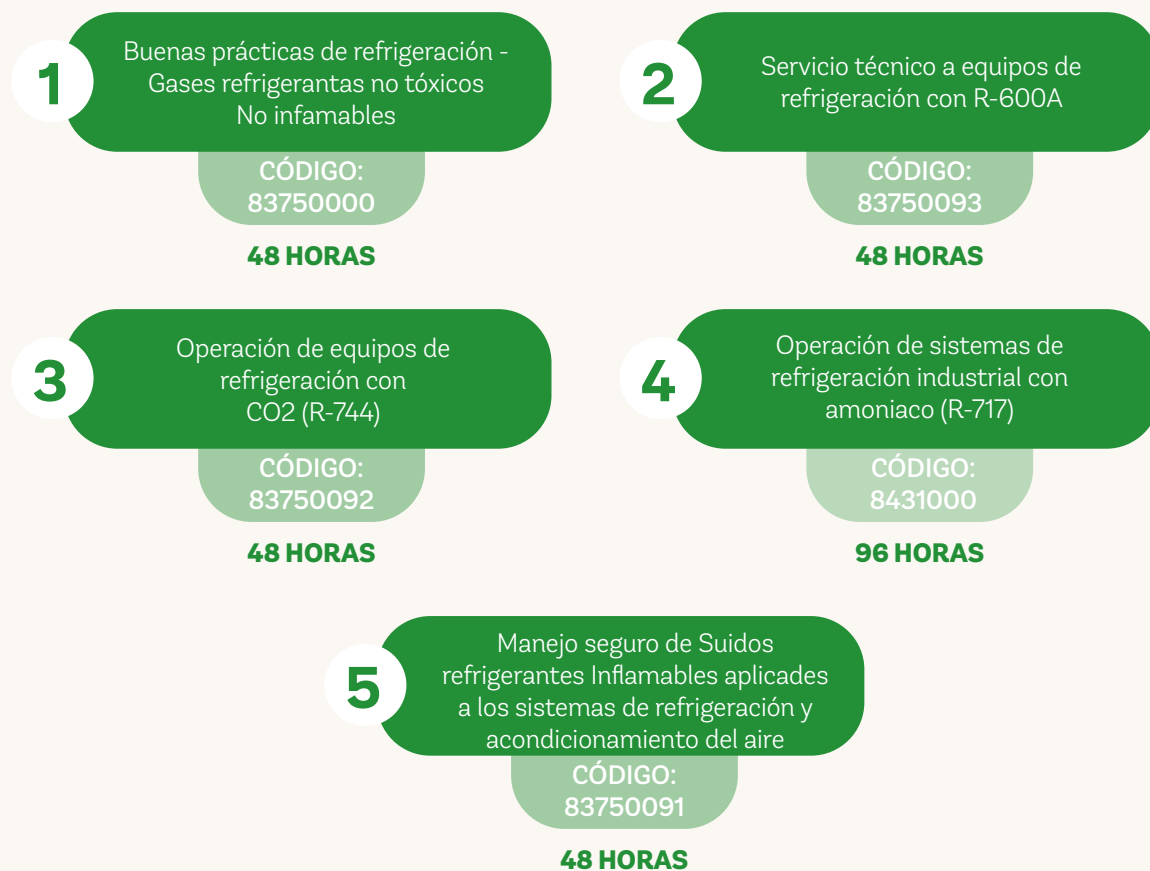 1
Buenas prácticas de refrigeración -
Gases refrigerantas no tóxicos
No infamables
CÓDIGO:
83750000
48 HORAS
2
Servicio técnico a equipos de
refrigeración con R-600A
CÓDIGO:
83750093
48 HORAS
3
Operación de equipos de
refrigeración con
CO2 (R-744)
CÓDIGO:
83750092
48 HORAS
4
Operación de sistemas de
refrigeración industrial con
amoniaco (R-717)
CÓDIGO:
8431000
96 HORAS
5
Manejo seguro de Suidos
refrigerantes Inflamables aplicades
a los sistemas de refrigeración y
acondicionamiento del aire
CÓDIGO:
83750091
48 HORAS